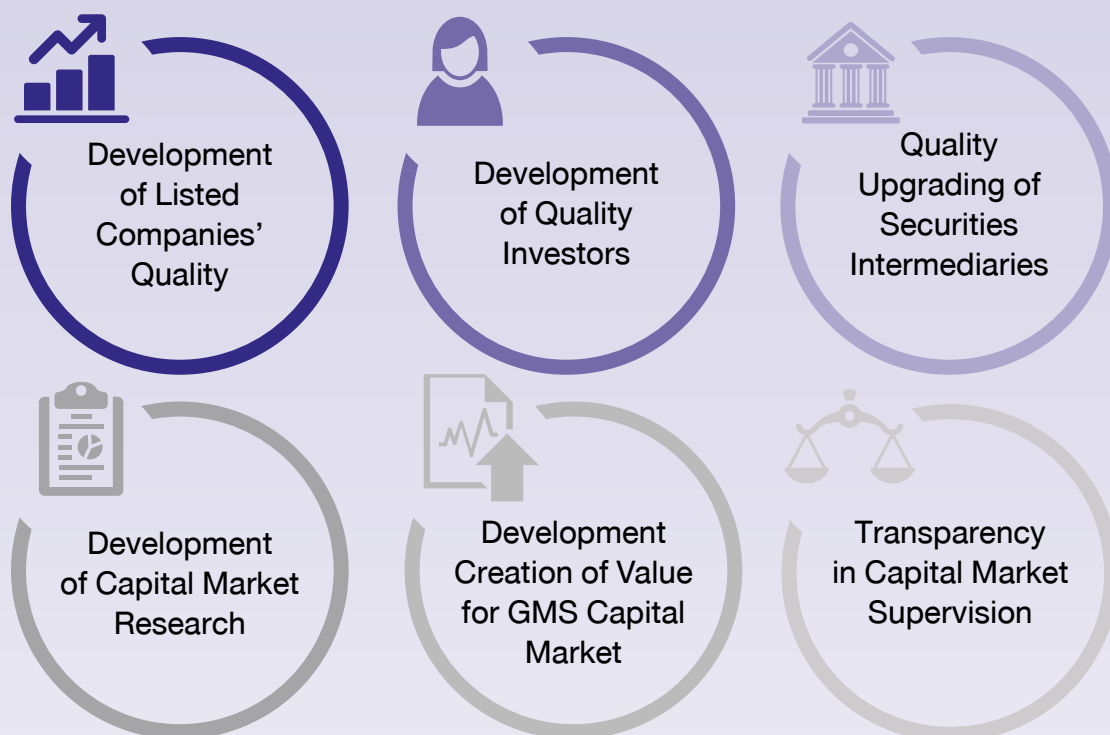 Development
of Listed
Companies’
Quality
Development
of Quality
Investors
Quality
Upgrading of
Securities
Intermediaries
Development
of Capital Market
Research
Development
Creation of Value
for GMS Capital
Market
Transparency
in Capital Market
Supervision